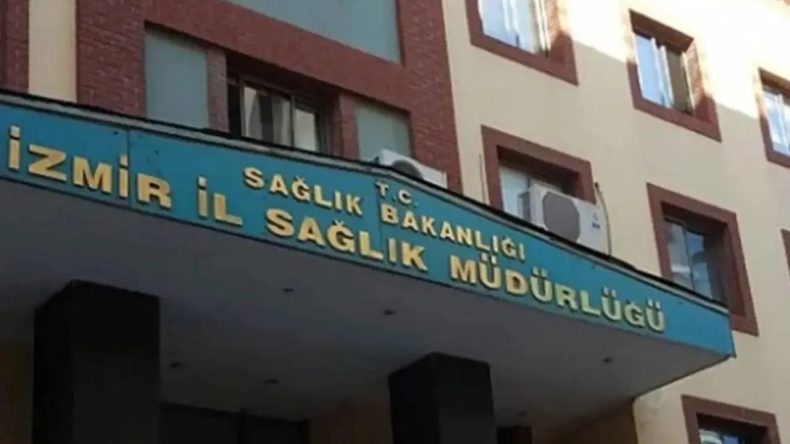 T.C.
SAĞLIK BAKANLIĞI
İZMİR İL SAĞLIK MÜDÜRLÜĞÜ